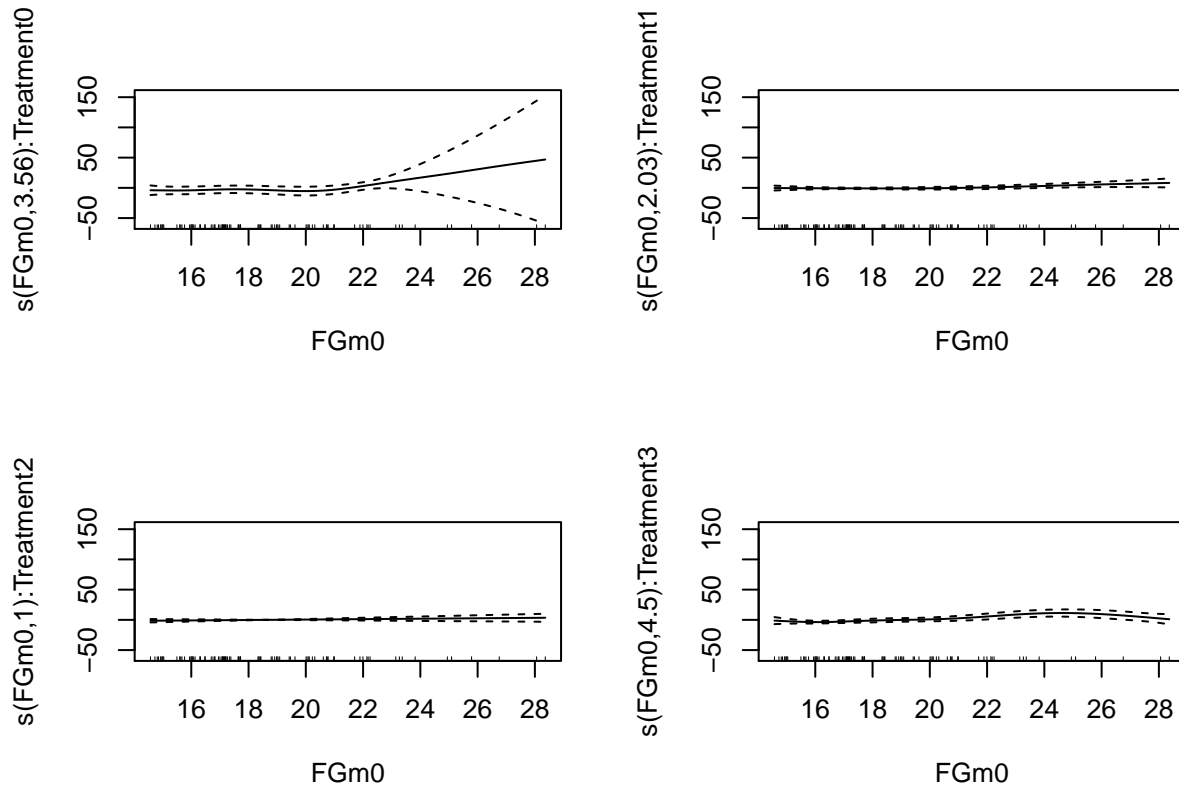 s(FGm0,3.56):Treatment0
150
50
−50
16 18 20 22 24 26 28
FGm0
s(FGm0,2.03):Treatment1
150
50
−50
16 18 20 22 24 26 28
FGm0
s(FGm0,1):Treatment2
150
50
−50
16 18 20 22 24 26 28
FGm0
s(FGm0,4.5):Treatment3
150
50
−50
16 18 20 22 24 26 28
FGm0